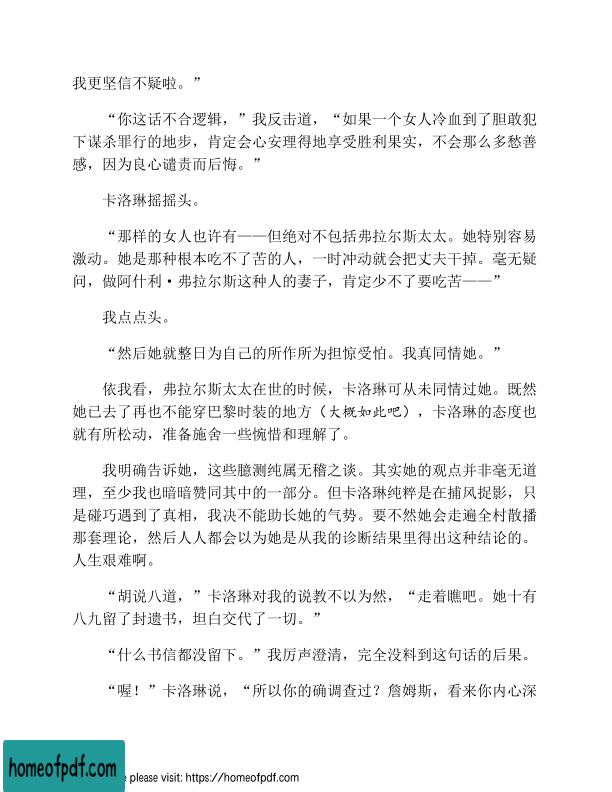 我更坚信不疑啦。”
“你这话不合逻辑，”我反击道，“如果一个女人冷血到了胆敢犯
下谋杀罪行的地步，肯定会心安理得地享受胜利果实，不会那么多愁善
感，因为良心谴责而后悔。”
卡洛琳摇摇头。
“那样的女人也许有——但绝对不包括弗拉尔斯太太。她特别容易
激动。她是那种根本吃不了苦的人，一时冲动就会把丈夫干掉。毫无疑
问，做阿什利·弗拉尔斯这种人的妻子，肯定少不了要吃苦——”
我点点头。
“然后她就整日为自己的所作所为担惊受怕。我真同情她。”
依我看，弗拉尔斯太太在世的时候，卡洛琳可从未同情过她。既然
她已去了再也不能穿巴黎时装的地方（大概如此吧），卡洛琳的态度也
就有所松动，准备施舍一些惋惜和理解了。
我明确告诉她，这些臆测纯属无稽之谈。其实她的观点并非毫无道
理，至少我也暗暗赞同其中的一部分。但卡洛琳纯粹是在捕风捉影，只
是碰巧遇到了真相，我决不能助长她的气势。要不然她会走遍全村散播
那套理论，然后人人都会以为她是从我的诊断结果里得出这种结论的。
人生艰难啊。
“胡说八道，”卡洛琳对我的说教不以为然，“走着瞧吧。她十有
八九留了封遗书，坦白交代了一切。”
“什么书信都没留下。”我厉声澄清，完全没料到这句话的后果。
“喔！”卡洛琳说，“所以你的确调查过？詹姆斯，看来你内心深
homeofpdf.com
e please visit: https://homeofpdf.com